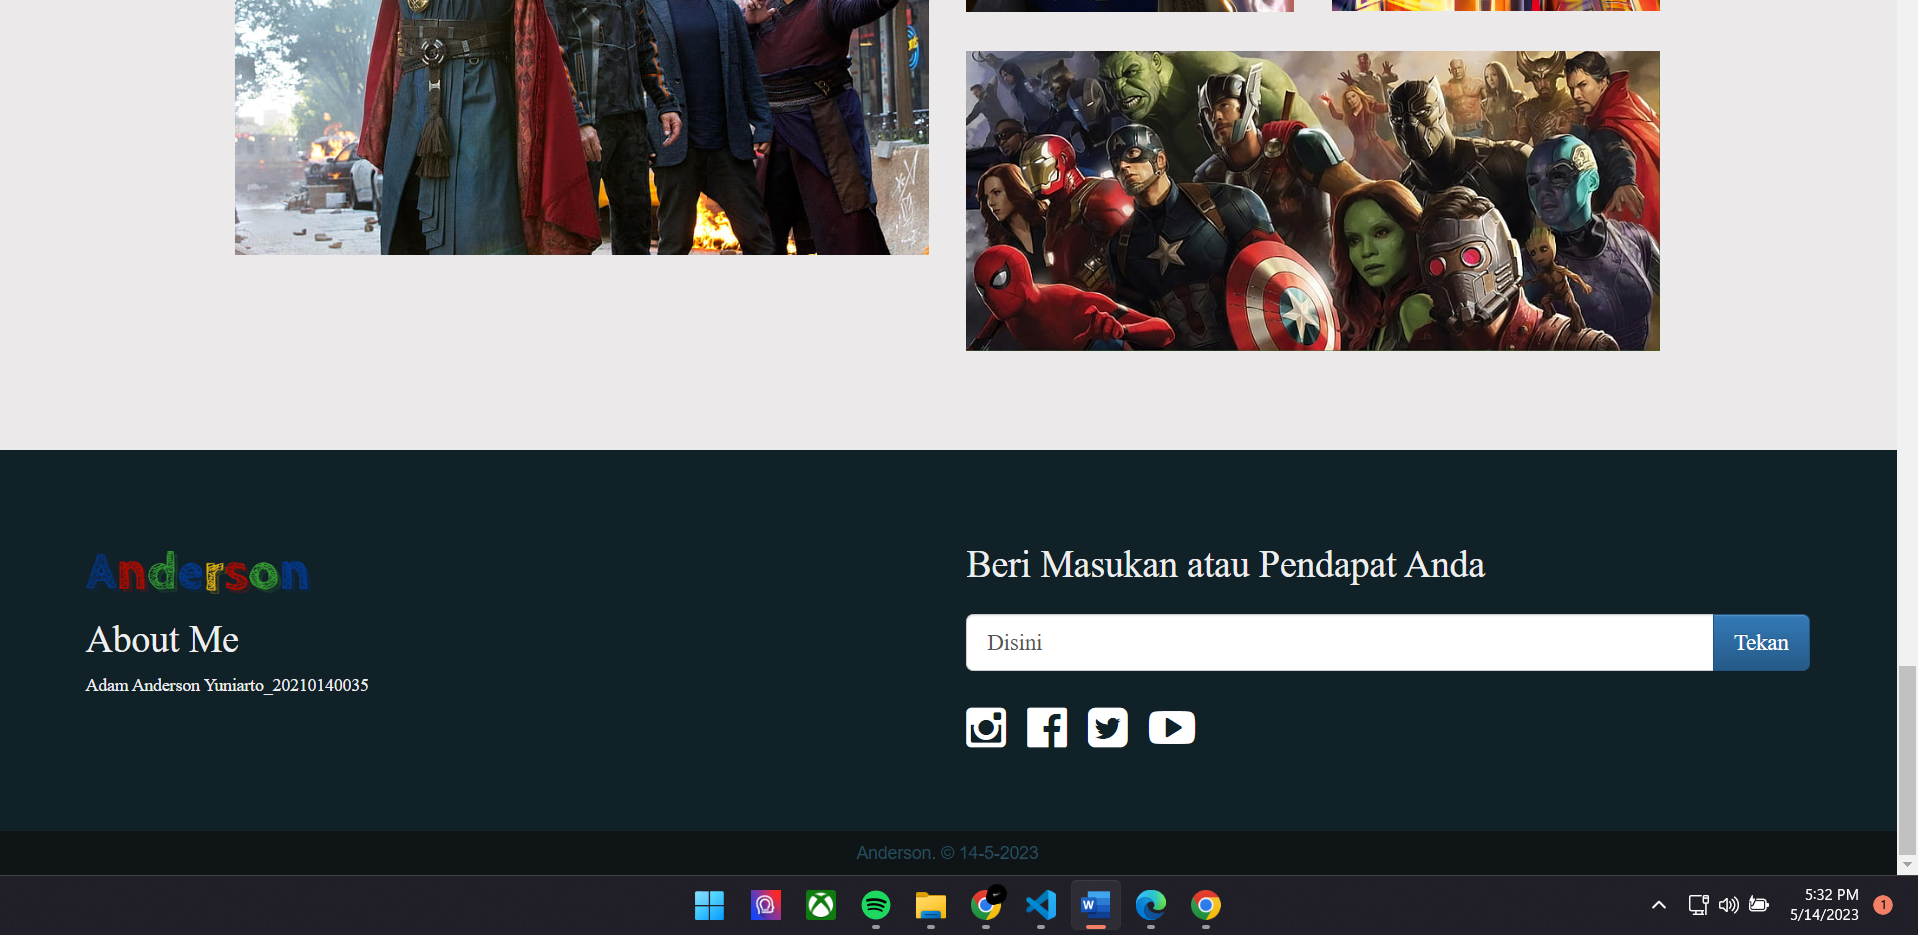 Anderson
About Me
Adam Anderson Yuniarto_20210140035
Beri Masukan atau Pendapat Anda
Disini
Tekan
Anderson. © 14-5-2023
5:32 PM
5/14/2023
1